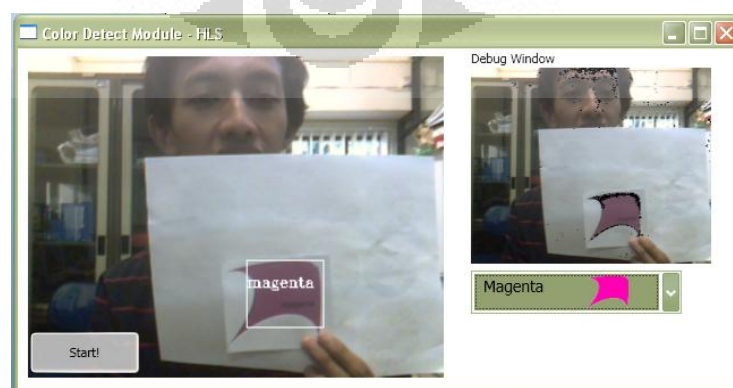 Color Detect Module - HLS
Debug Window
magenta
Magenta
Start!